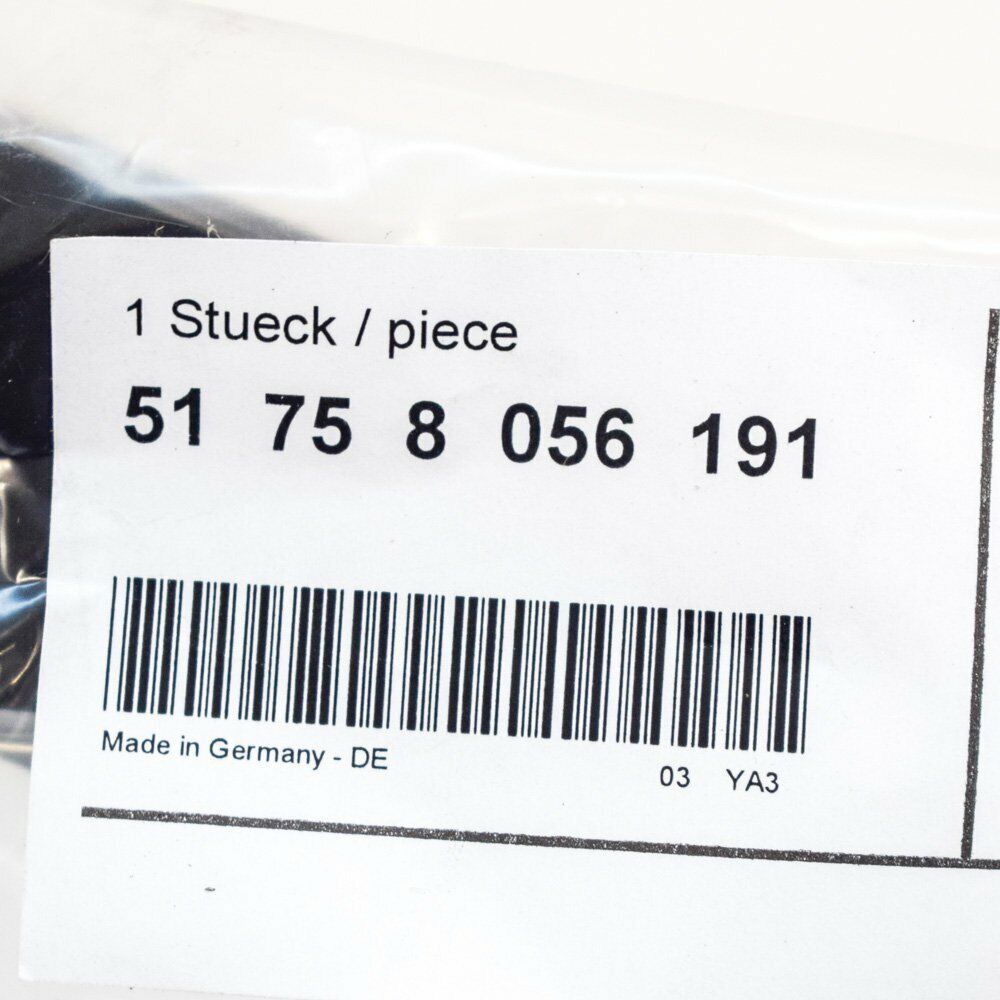 1 Stueck / piece
51 75 8 056 191
Made in Germany - DE
03 YA3